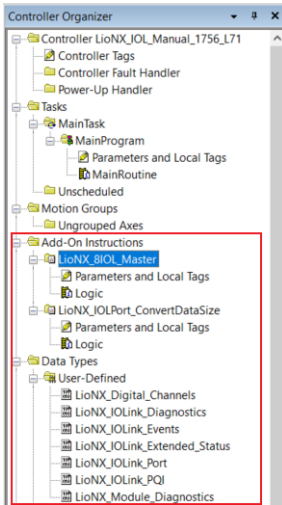 Controller Organizer
Controller LioNX_IOL_Manual_1756_L71
Controller Tags
Controller Fault Handler
Power-Up Handler
Tasks
MainTask
MainProgram
Parameters and Local Tags
MainRoutine
Unscheduled
Motion Groups
Ungrouped Axes
Add-On Instructions
LioNX_8IOL_Master
Parameters and Local Tags
Logic
LioNX_IOLPort_ConvertDataSize
Parameters and Local Tags
Logic
Data Types
User-Defined
LioNX_Digital_Channels
LioNX_IOLink_Diagnostics
LioNX_IOLink_Events
LioNX_IOLink_Extended_Status
LioNX_IOLink_Port
LioNX_IOLink_PQI
LioNX_Module_Diagnostics